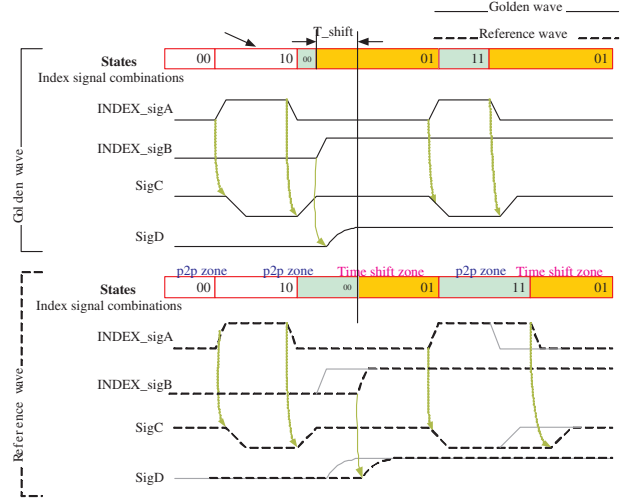 Golden wave
T_shift
Reference wave
States 00 10 00 01 11 01
Index signal combinations
INDEX_sigA
INDEX_sigB
SigC
SigD
Golden wave
p2p zone p2p zone Time shift zone p2p zone Time shift zone
States 00 10 00 01 11 01
Index signal combinations
INDEX_sigA
INDEX_sigB
SigC
SigD
Reference wave